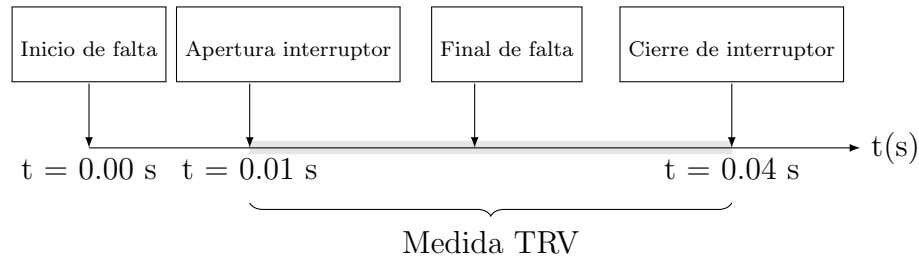 Inicio de falta
Apertura interruptor
Final de falta
Cierre de interruptor
t(s)
t = 0.00 s
t = 0.01 s
t = 0.04 s
Medida TRV